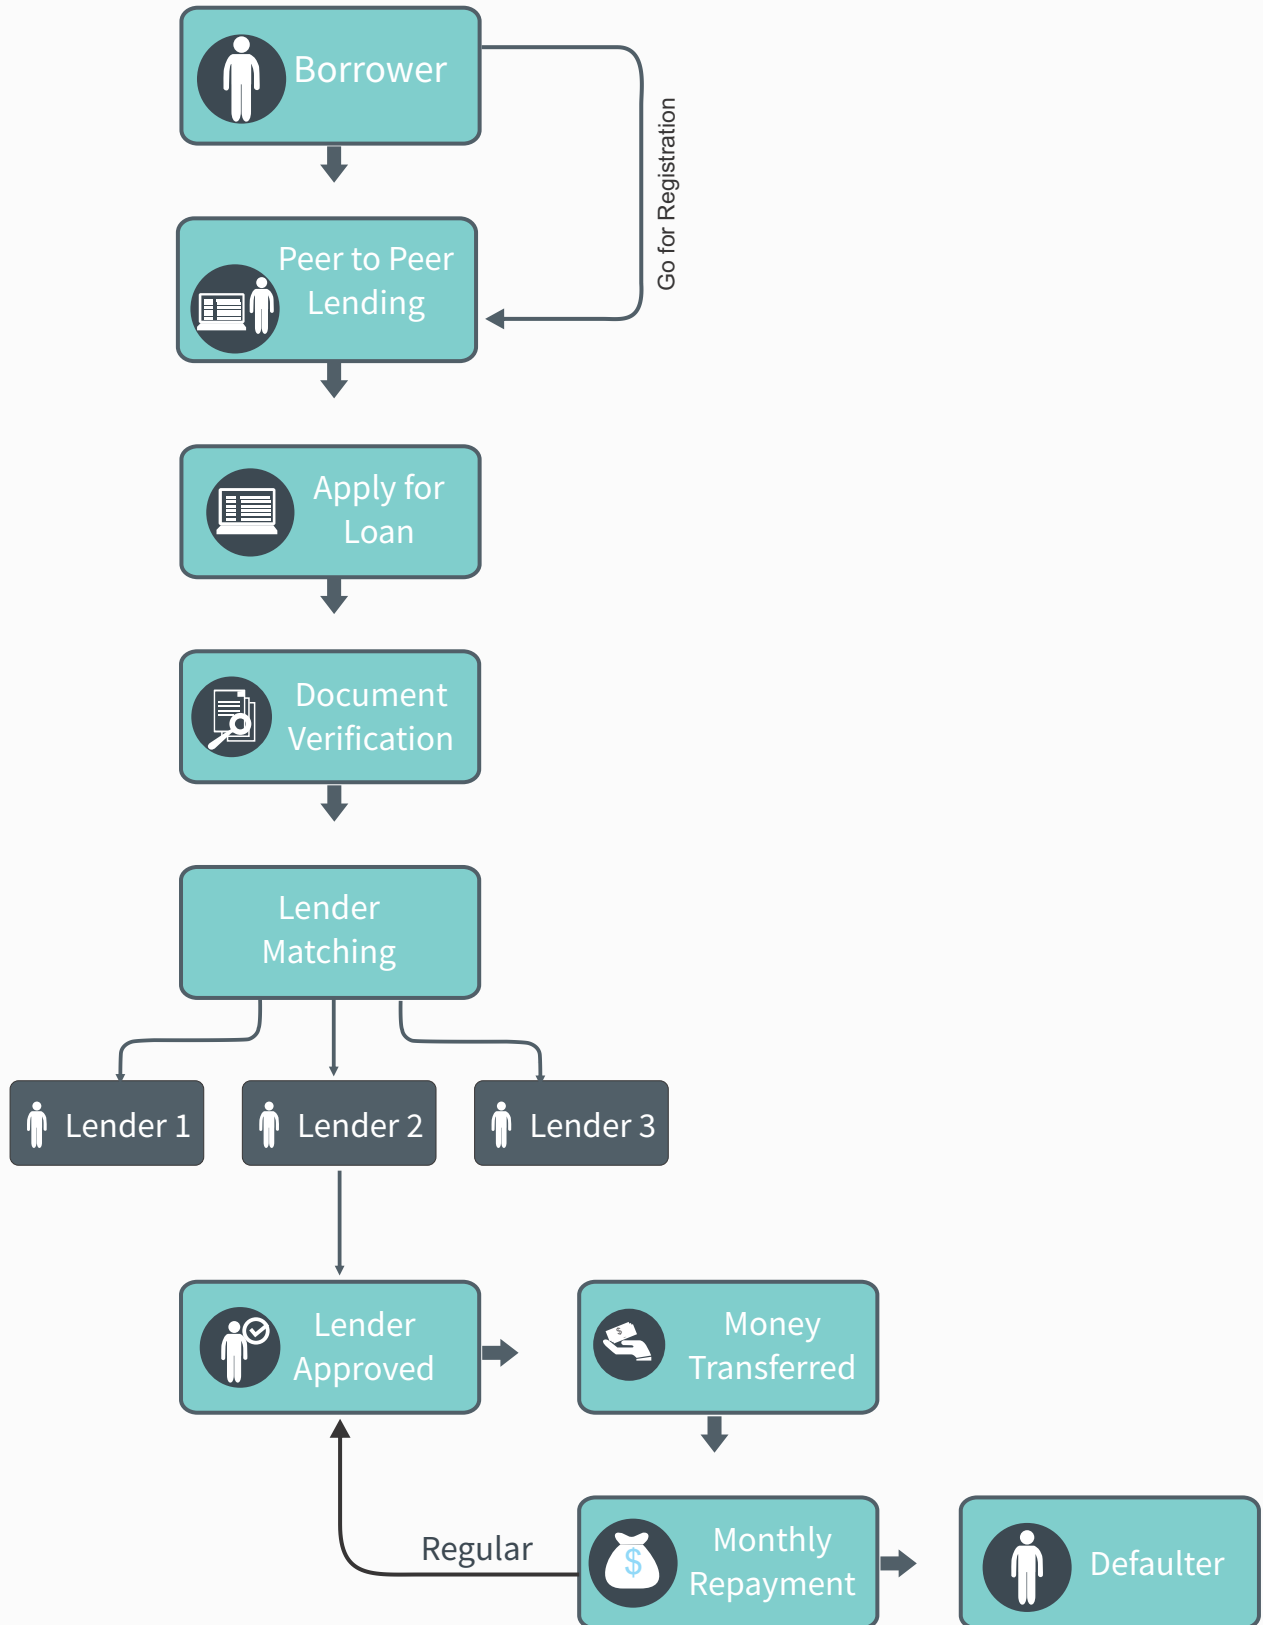 Borrower
Go for Registration
Peer to Peer
Lending
Apply for
Loan
Document
Verification
Lender
Matching
Lender 1
Lender 2
Lender 3
Lender
Approved
Money
Transferred
Regular
Monthly
Repayment
Defaulter
$
$